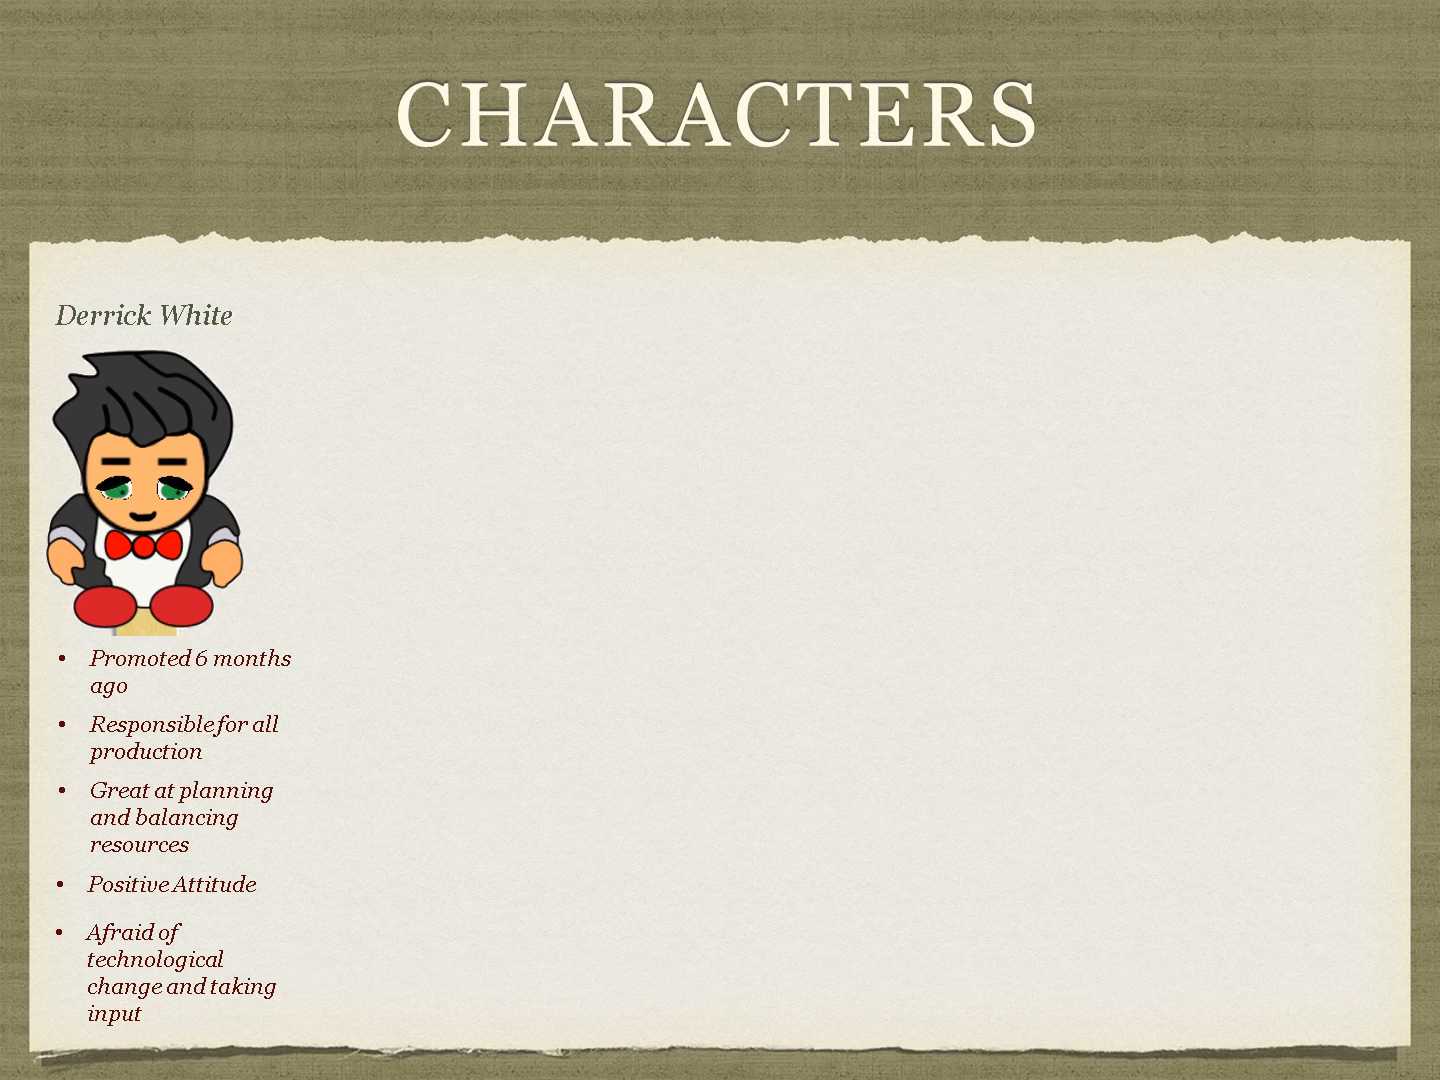 CHARACTERS
Derrick White
• Promoted 6 months
ago
• Responsible for all
production
• Great at planning
and balancing
resources
• Positive Attitude
• Afraid of
technological
change and taking
input